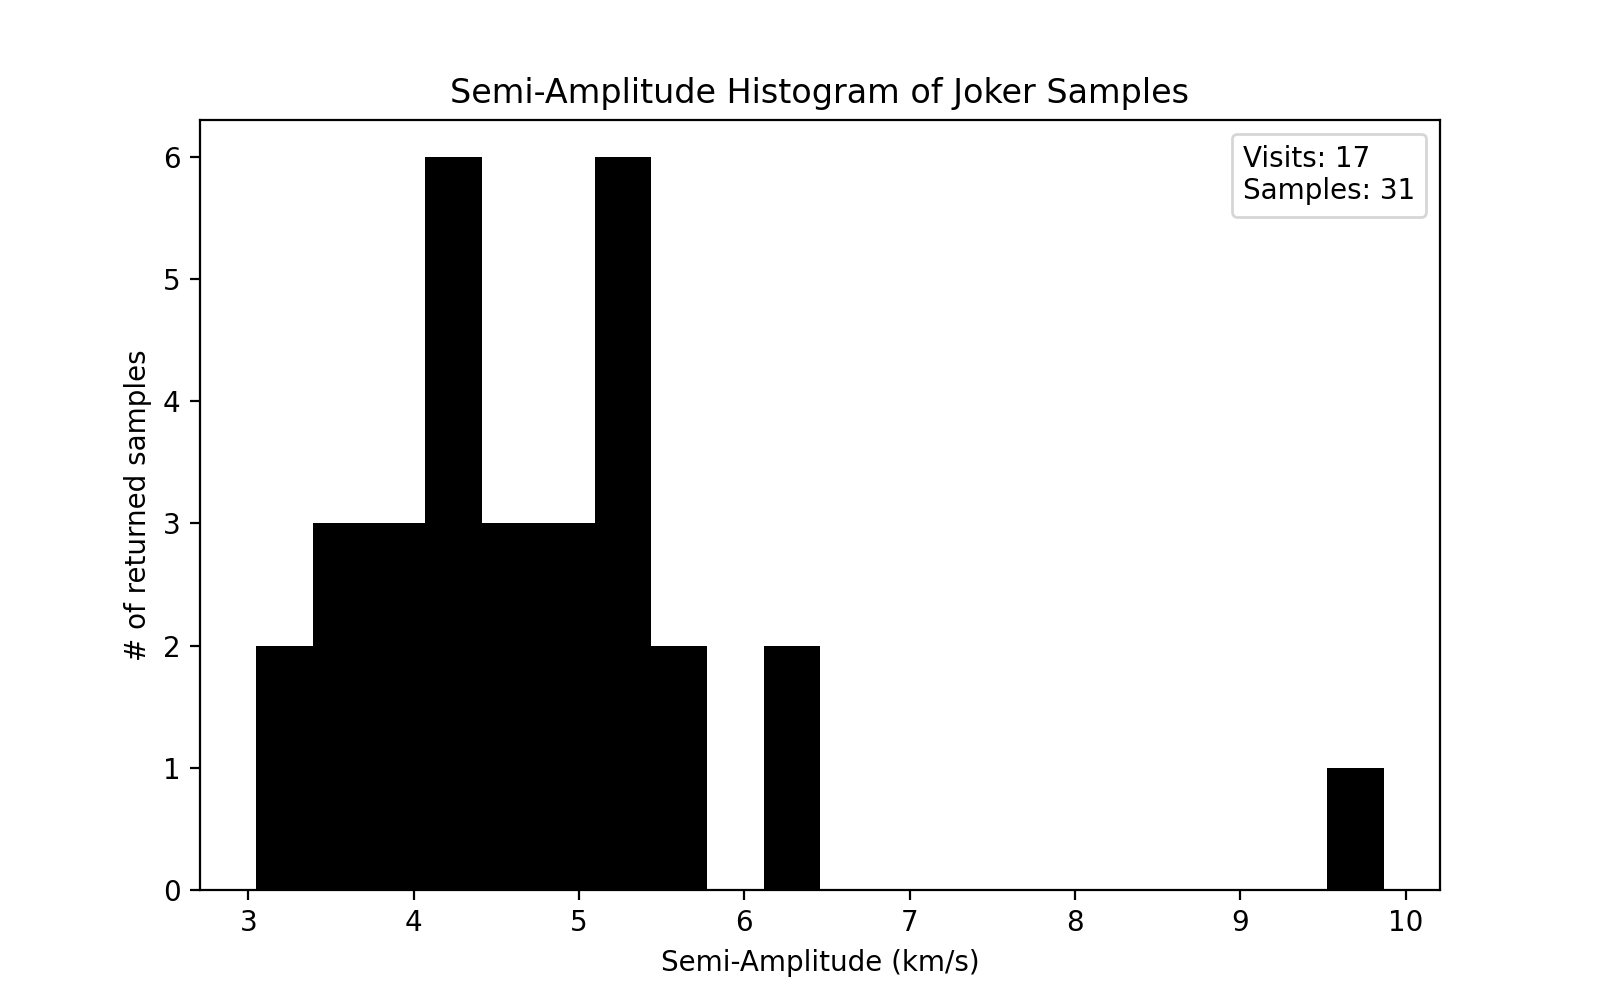 Semi-Amplitude Histogram of Joker Samples
Visits: 17
Samples: 31
# of returned samples
6
5
4
3
2
1
0
3 4 5 6 7 8 9 10
Semi-Amplitude (km/s)